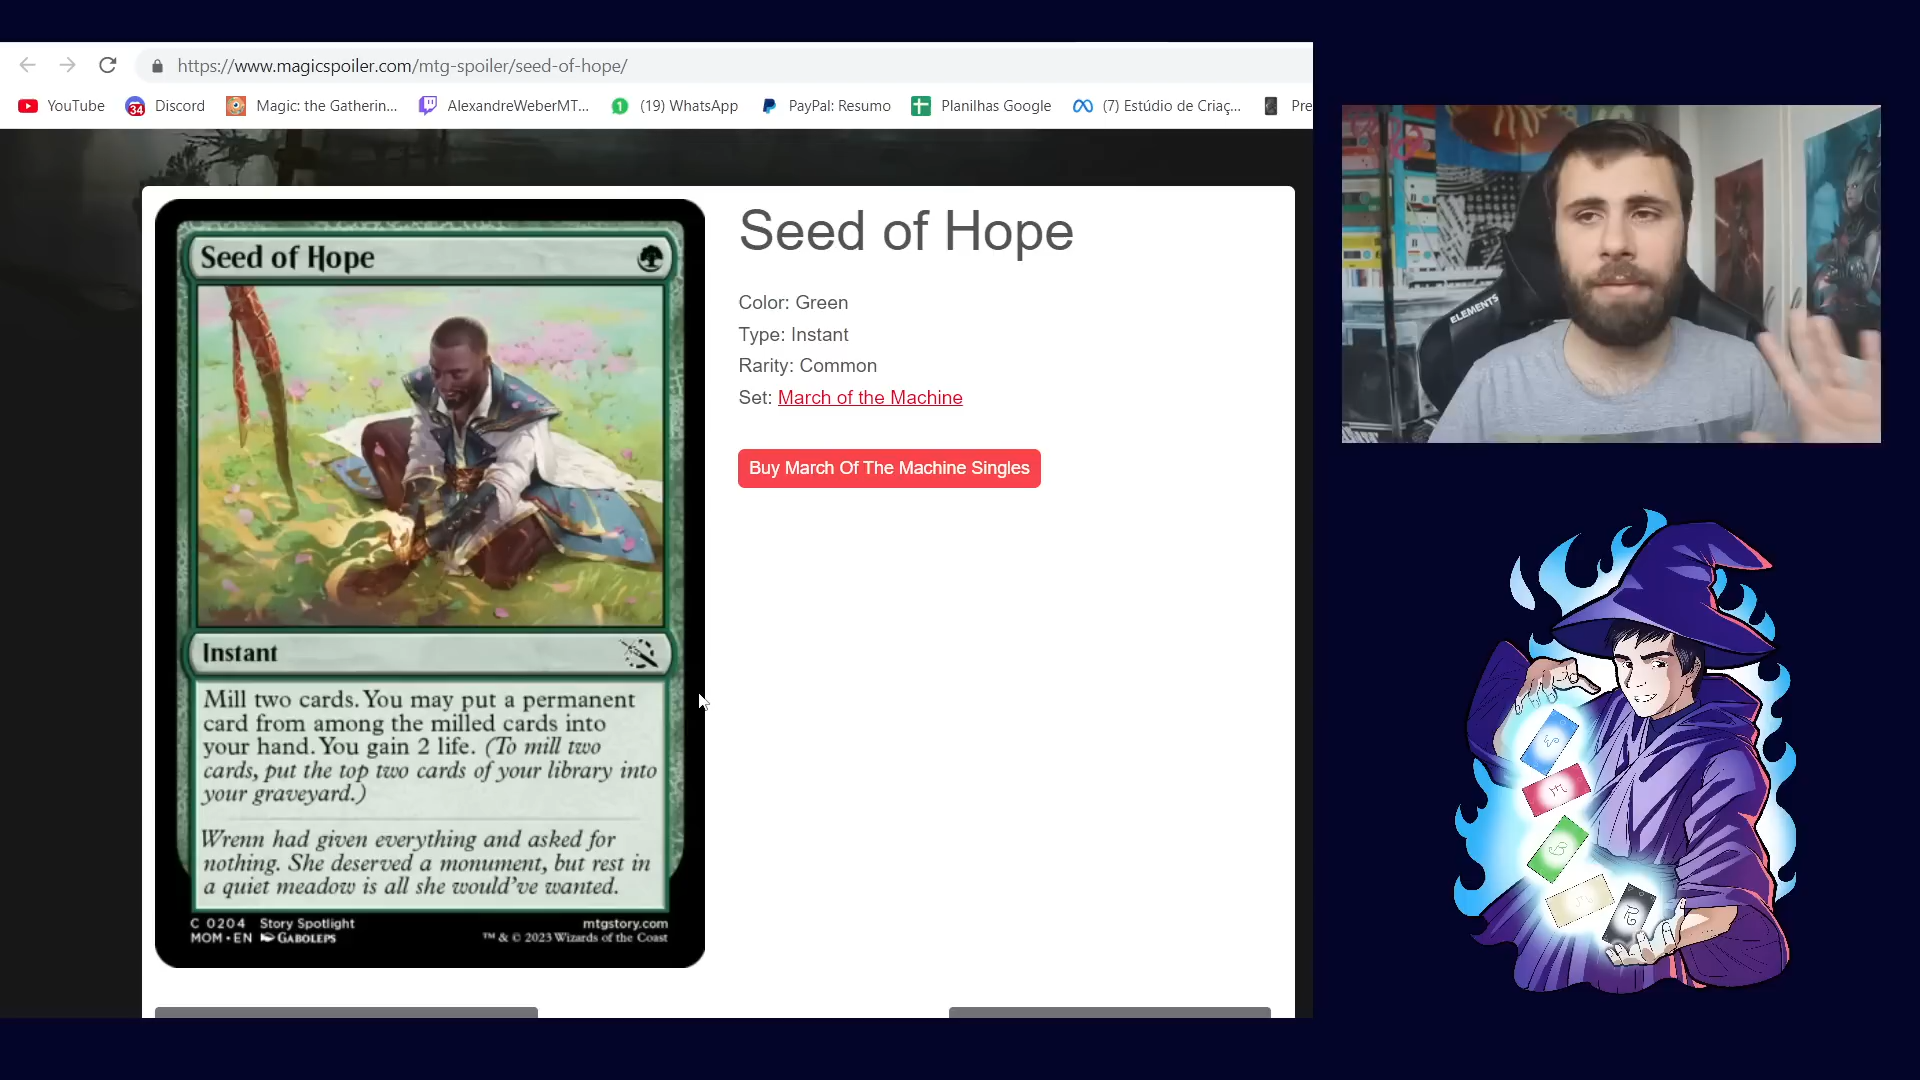 https://www.magicspoiler.com/mtg-spoiler/seed-of-hope/
YouTube
34
Discord
Magic: the Gatherin...
AlexandreWeberMT...
1
(19) WhatsApp
PayPal: Resumo
Planilhas Google
(7) Estúdio de Criaç...
Pre
Seed of Hope
Instant
Mill two cards. You may put a permanent
card from among the milled cards into
your hand. You gain 2 life. (To mill two
cards, put the top two cards of your library into
your graveyard.)
Wrenn had given everything and asked for
nothing. She deserved a monument, but rest in
a quiet meadow is all she would've wanted.
C 0204 Story Spotlight
mtgstory.com
MOM • EN GABOLEPS
™ & © 2023 Wizards of the Coast
Seed of Hope
Color: Green
Type: Instant
Rarity: Common
Set: March of the Machine
Buy March Of The Machine Singles
ELEMENTS